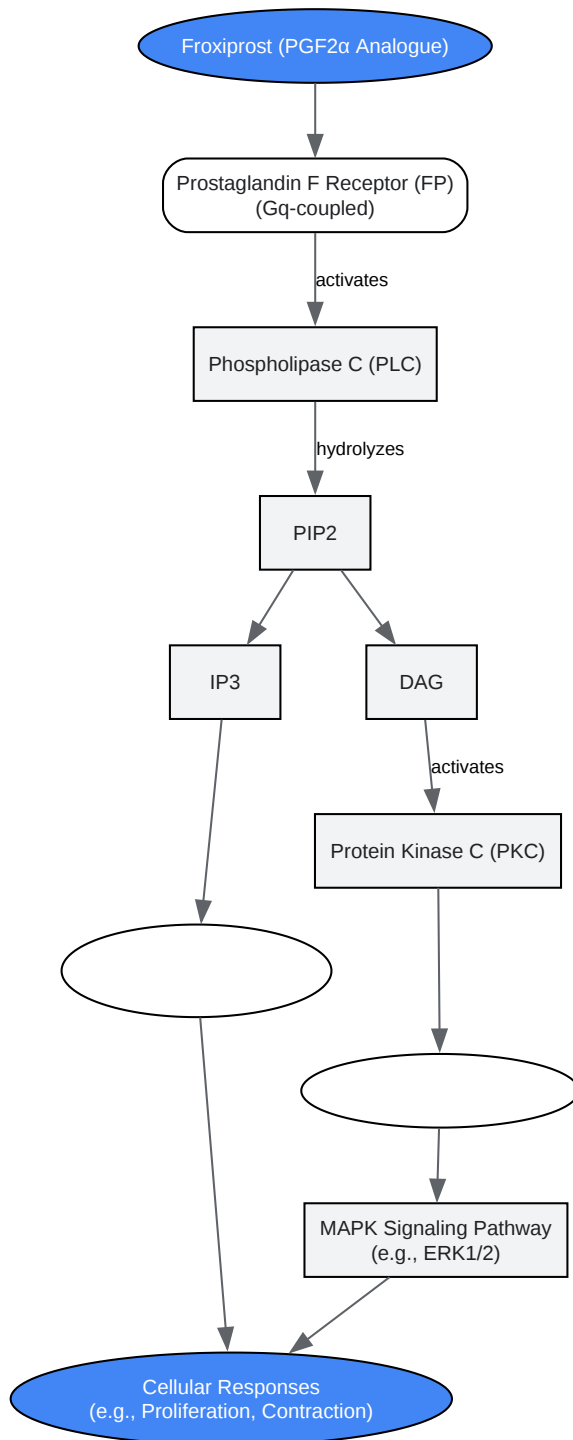 Froxiprost (PGF2α Analogue)
Prostaglandin F Receptor (FP)
(Gq-coupled)
activates
Phospholipase C (PLC)
hydrolyzes
PIP2
IP3
DAG
activates
Protein Kinase C (PKC)
MAPK Signaling Pathway
(e.g., ERK1/2)
Cellular Responses
(e.g., Proliferation, Contraction)